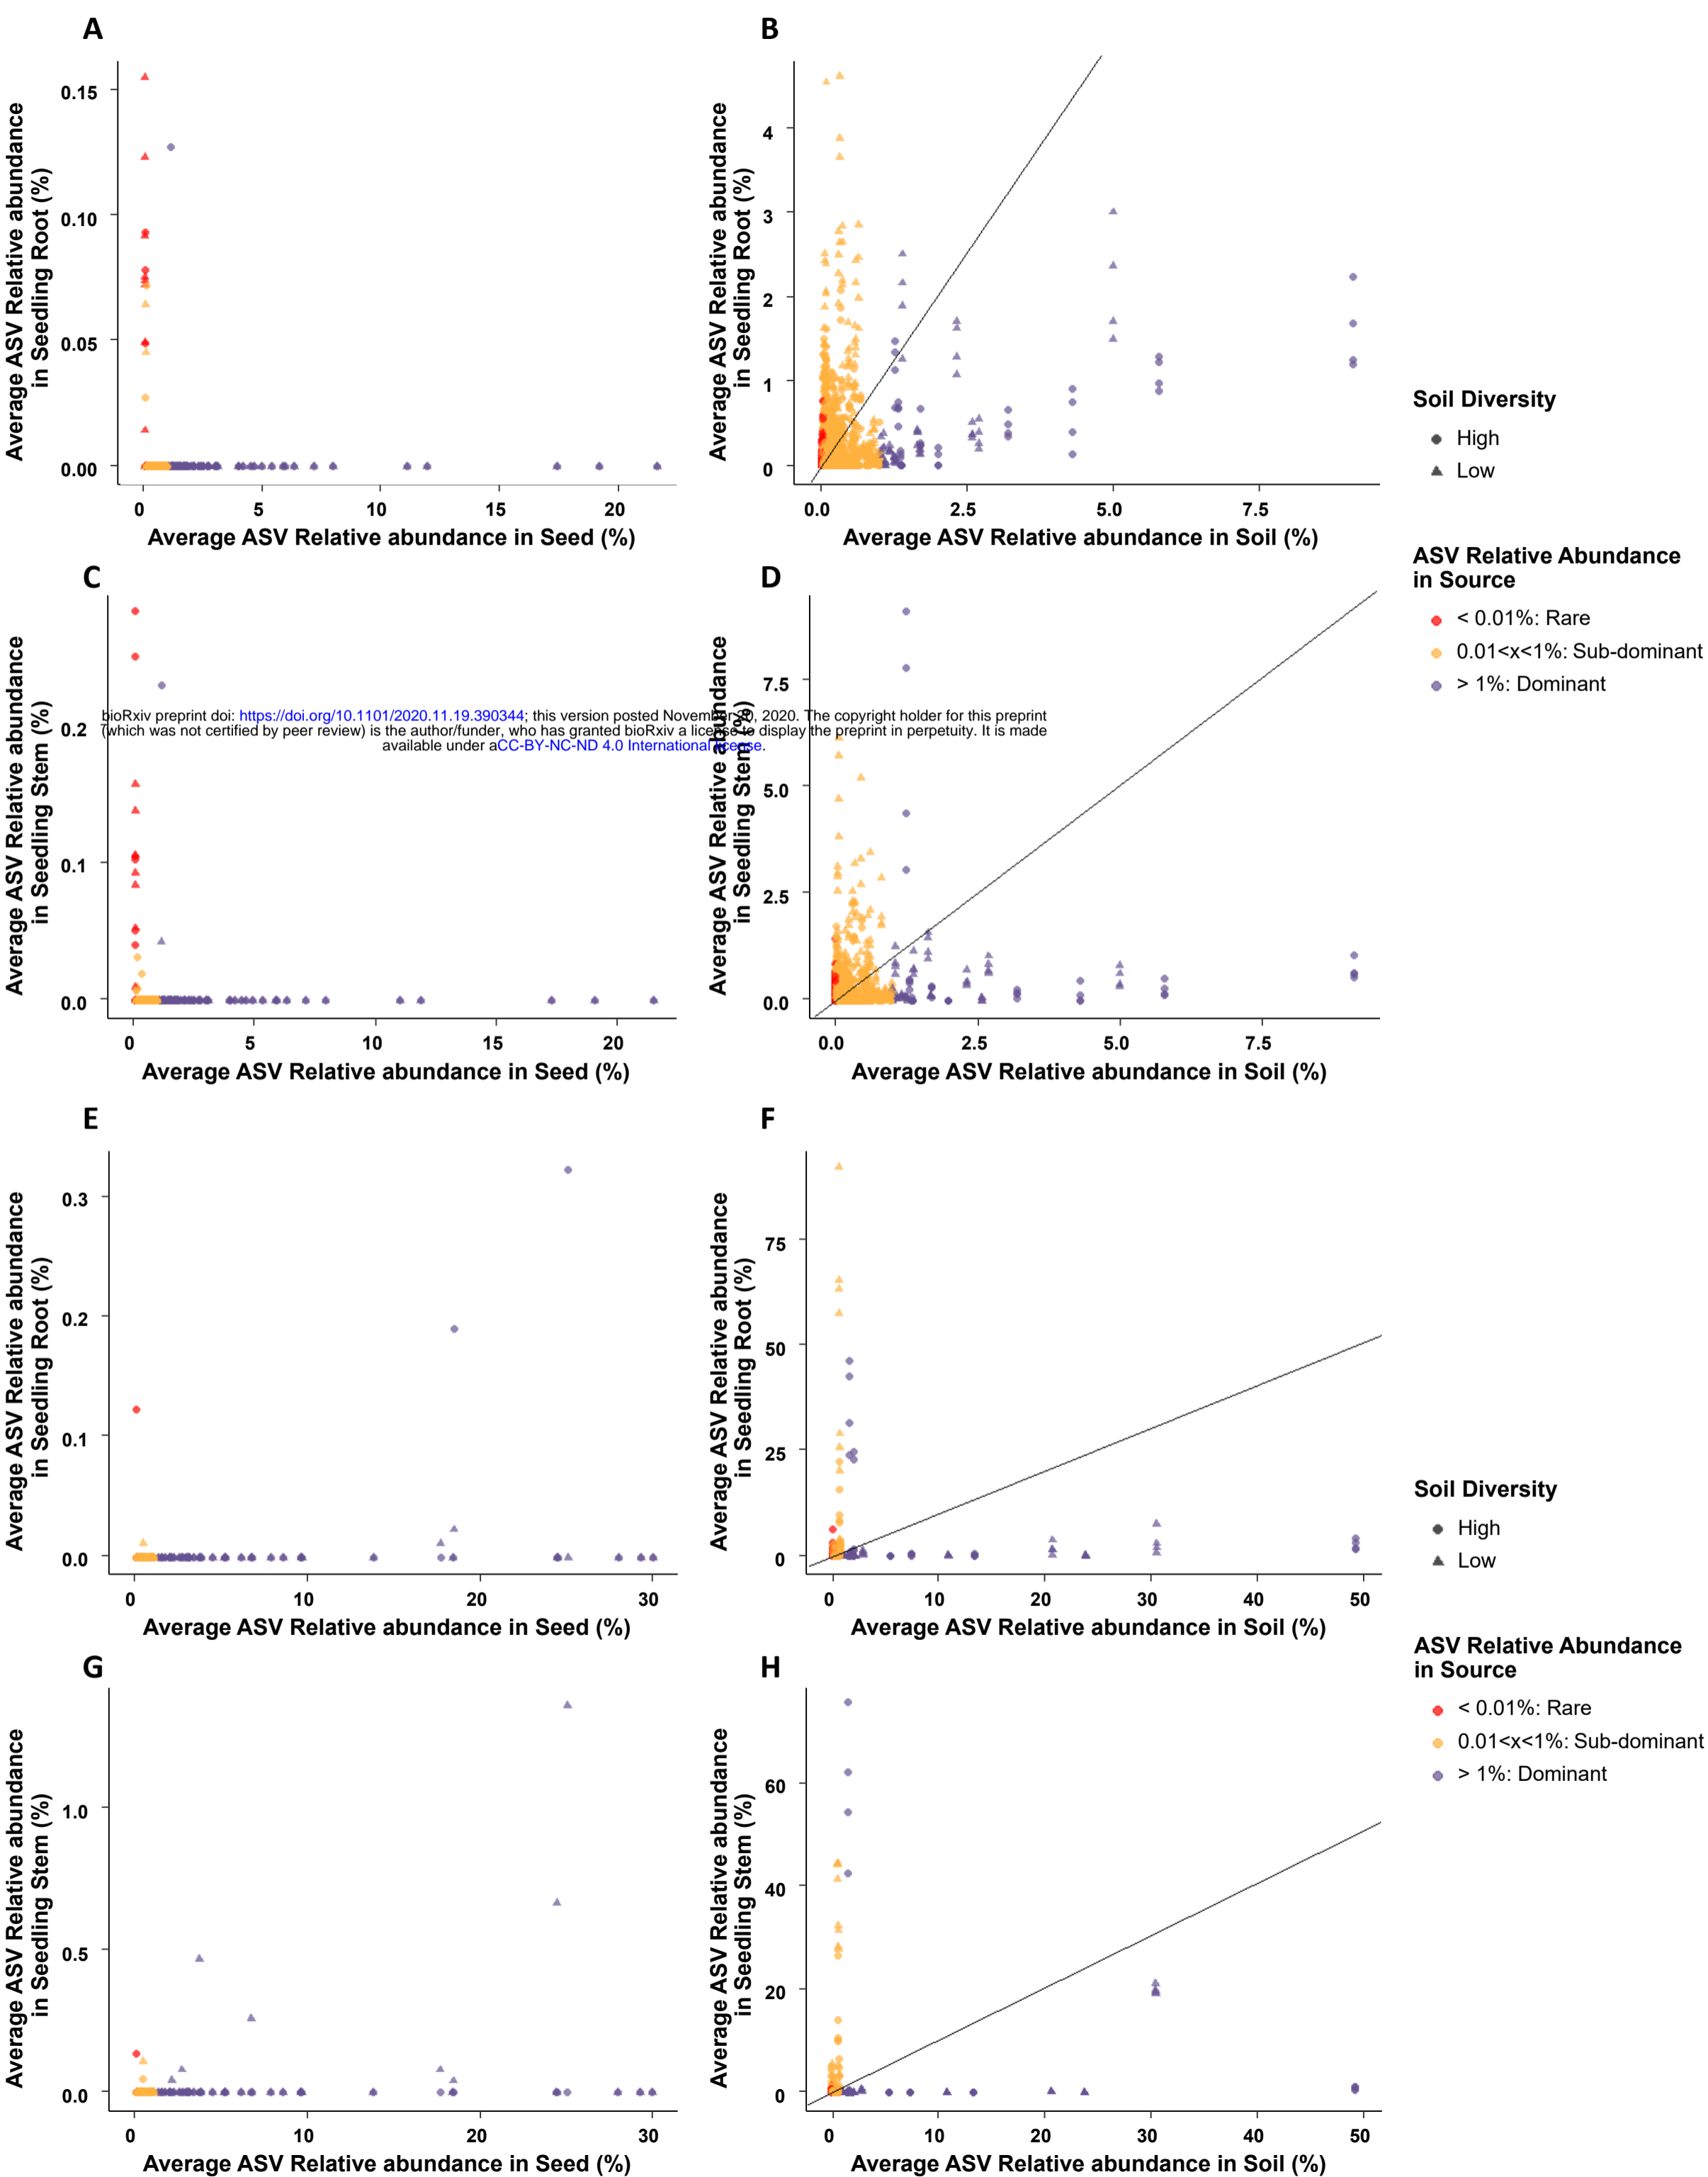 A
B
Average ASV Relative abundance
in Seedling Root (%)
0.15
0.10
0.05
0.00
0
5
10
15
20
Average ASV Relative abundance in Seed (%)
Average ASV Relative abundance
in Seedling Root (%)
4
3
2
1
0
0.0
2.5
5.0
7.5
Average ASV Relative abundance in Soil (%)
Soil Diversity
High
Low
ASV Relative Abundance
in Source
< 0.01%: Rare
0.01<x<1%: Sub-dominant
> 1%: Dominant
C
D
Average ASV Relative abundance
in Seedling Stem (%)
0.2
0.1
0.0
0
5
10
15
20
Average ASV Relative abundance in Seed (%)
Average ASV Relative abundance
in Seedling Stem (%)
7.5
5.0
2.5
0.0
0.0
2.5
5.0
7.5
Average ASV Relative abundance in Soil (%)
bioRxiv preprint doi: https://doi.org/10.1101/2020.11.19.390344; this version posted November 20, 2020. The copyright holder for this preprint
(which was not certified by peer review) is the author/funder, who has granted bioRxiv a license to display the preprint in perpetuity. It is made
available under aCC-BY-NC-ND 4.0 International license.
E
F
Average ASV Relative abundance
in Seedling Root (%)
0.3
0.2
0.1
0.0
0
10
20
30
Average ASV Relative abundance in Seed (%)
Average ASV Relative abundance
in Seedling Root (%)
75
50
25
0
0
10
20
30
40
50
Average ASV Relative abundance in Soil (%)
Soil Diversity
High
Low
ASV Relative Abundance
in Source
< 0.01%: Rare
0.01<x<1%: Sub-dominant
> 1%: Dominant
G
H
Average ASV Relative abundance
in Seedling Stem (%)
1.0
0.5
0.0
0
10
20
30
Average ASV Relative abundance in Seed (%)
Average ASV Relative abundance
in Seedling Stem (%)
60
40
20
0
0
10
20
30
40
50
Average ASV Relative abundance in Soil (%)